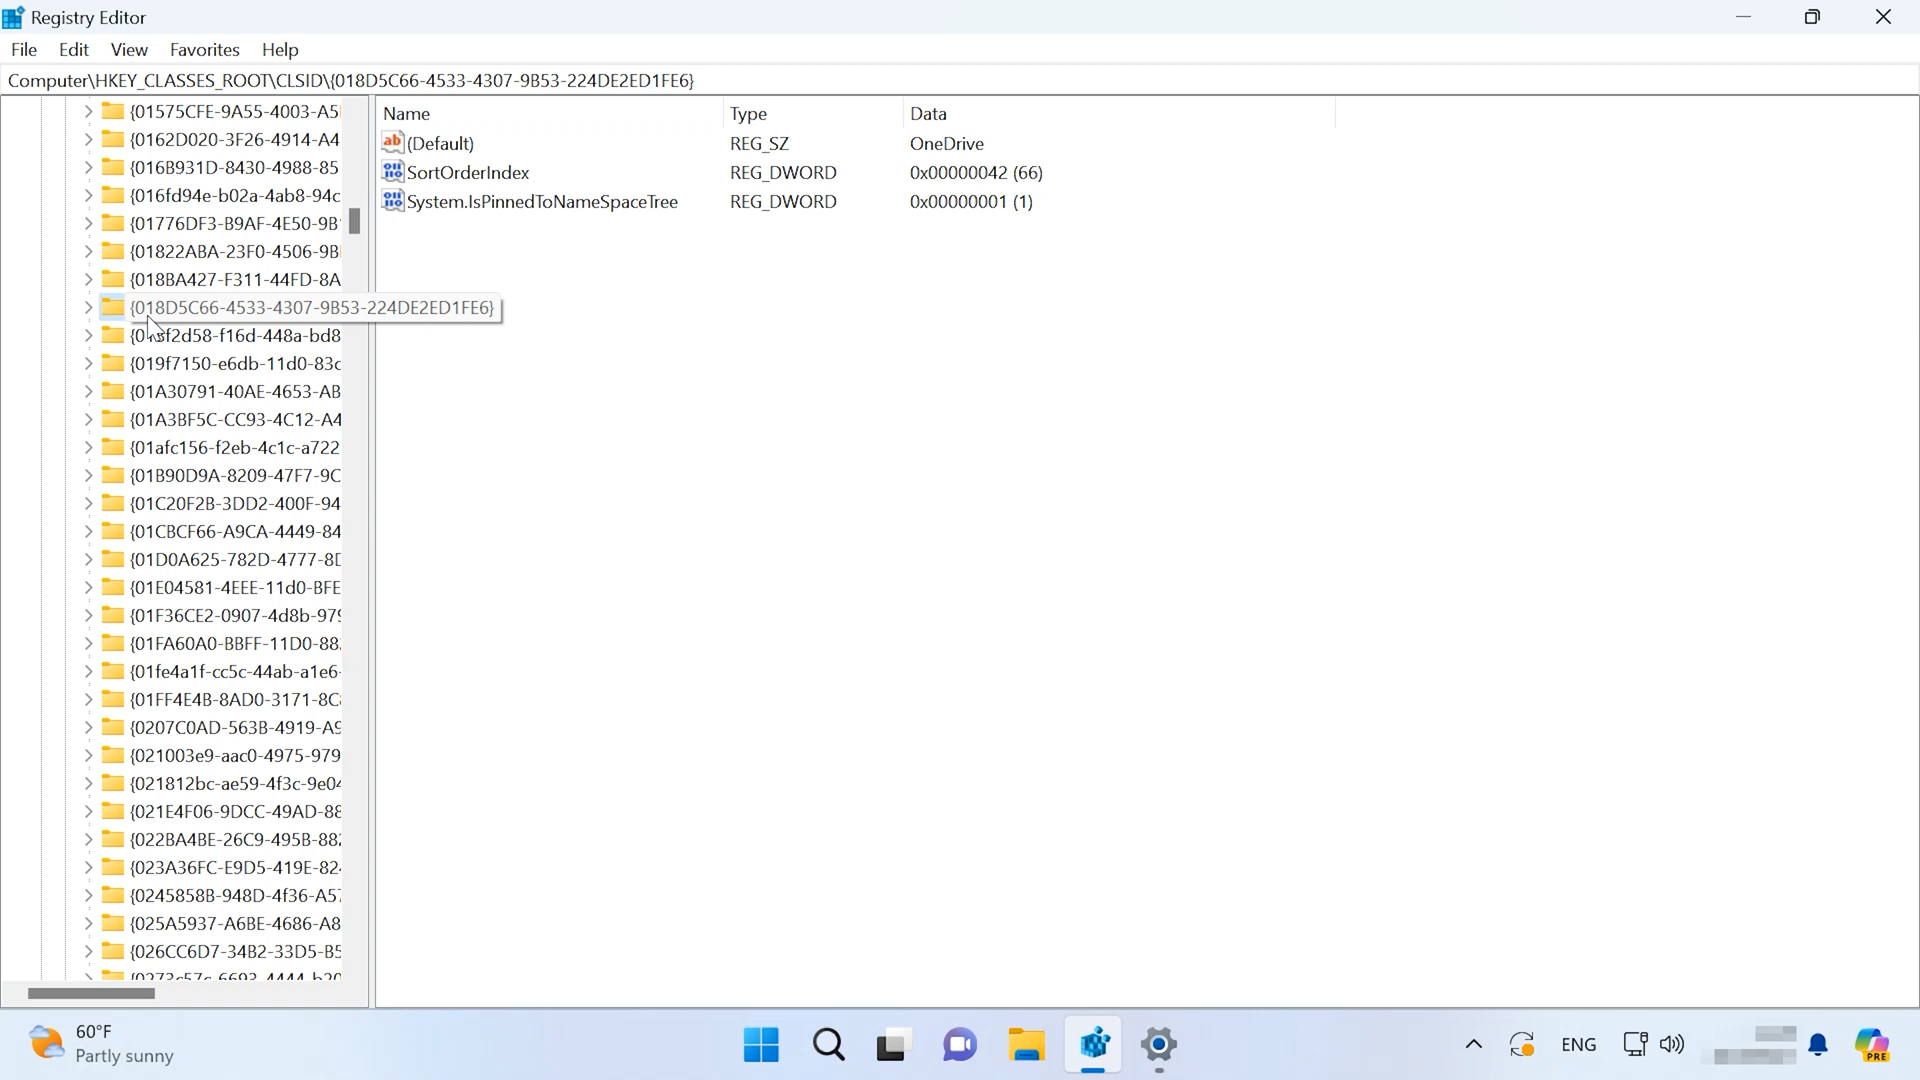 Registry Editor
File Edit View Favorites Help
Computer\HKEY_CLASSES_ROOT\CLSID\{018D5C66-4533-4307-9B53-224DE2ED1FE6}
Name Type Data
(Default) REG_SZ OneDrive
SortOrderIndex REG_DWORD 0x00000042 (66)
System.IsPinnedToNameSpaceTree REG_DWORD 0x00000001 (1)
{01575CFE-9A55-4003-A5
{0162D020-3F26-4914-A4
{016B931D-8430-4988-85
{016fd94e-b02a-4ab8-94c
{01776DF3-B9AF-4E50-9B
{01822ABA-23F0-4506-9B
{018BA427-F311-44FD-8A
{018D5C66-4533-4307-9B53-224DE2ED1FE6}
{019f7150-e6db-11d0-83c
{01A30791-40AE-4653-AB
{01A3BF5C-CC93-4C12-A4
{01afc156-f2eb-4c1c-a722
{01B90D9A-8209-47F7-9C
{01C20F2B-3DD2-400F-94
{01CBCF66-A9CA-4449-84
{01D0A625-782D-4777-8D
{01E04581-4EEE-11d0-BFE
{01F36CE2-0907-4d8b-979
{01FA60A0-BBFF-11D0-88
{01fe4a1f-cc5c-44ab-a1e6-
{01FF4E4B-8AD0-3171-8C
{0207C0AD-563B-4919-A9
{021003e9-aac0-4975-979
{021812bc-ae59-4f3c-9e04
{021E4F06-9DCC-49AD-88
{022BA4BE-26C9-495B-882
{023A36FC-E9D5-419E-82
{0245858B-948D-4f36-A57
{025A5937-A6BE-4686-A8
{026CC6D7-34B2-33D5-B5
60°F
Partly sunny
ENG
PRE